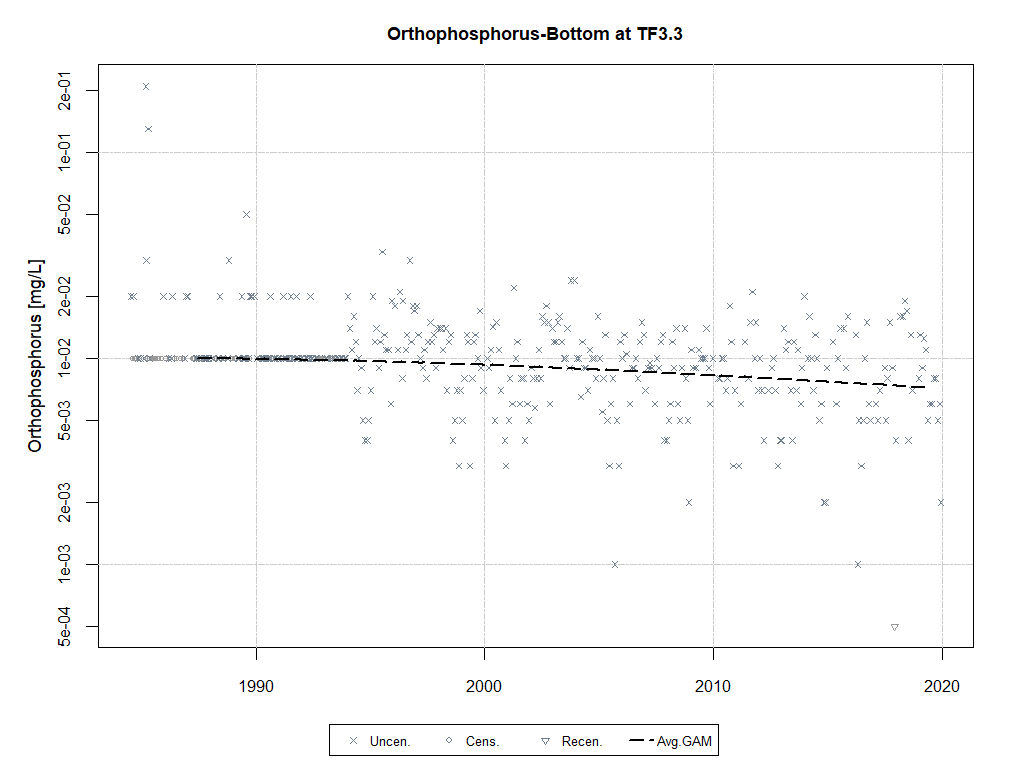 Orthophosphorus-Bottom at TF3.3
Orthophosphorus [mg/L]
2e-01
1e-01
5e-02
2e-02
1e-02
5e-03
2e-03
1e-03
5e-04
1990 2000 2010 2020
Uncen. Cens. Recen. Avg.GAM